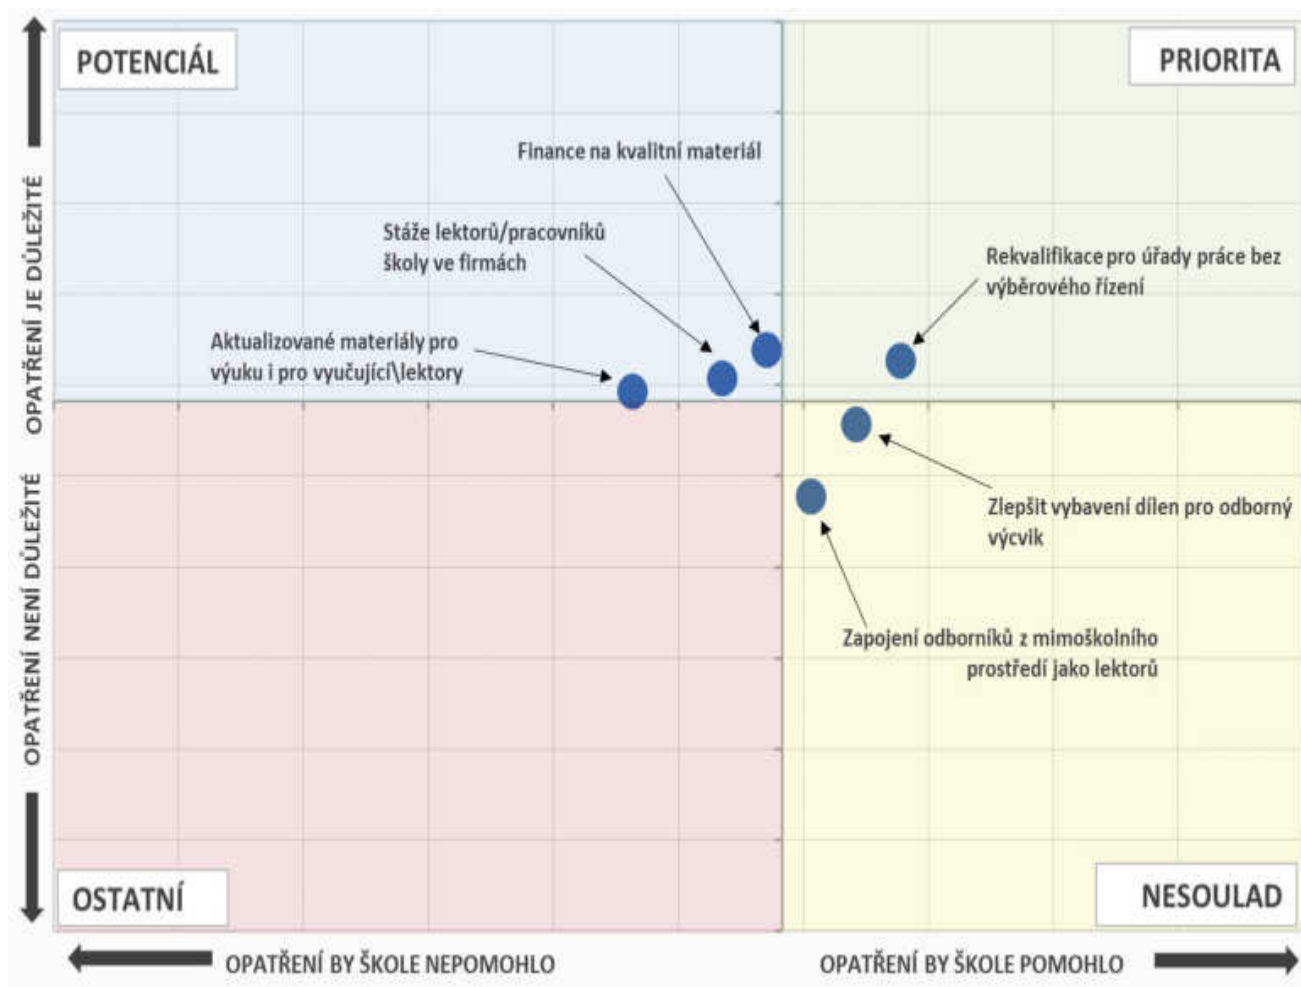 POTENCIÁL
PRIORITA
Finance na kvalitní materiál
Stáže lektorů/pracovníků
školy ve firmách
Rekvalifikace pro úřady práce bez
výběrového řízení
Aktualizované materiály pro
výuku i pro vyučující\lektory
Zlepšit vybavení dílen pro odborný
výcvik
Zapojení odborníků z mimoškolního
prostředí jako lektorů
OSTATNÍ
NESOULAD
OPATŘENÍ JE DŮLEŽITÉ
OPATŘENÍ NENÍ DŮLEŽITÉ
OPATŘENÍ BY ŠKOLE NEPOMOHLO
OPATŘENÍ BY ŠKOLE POMOHLO